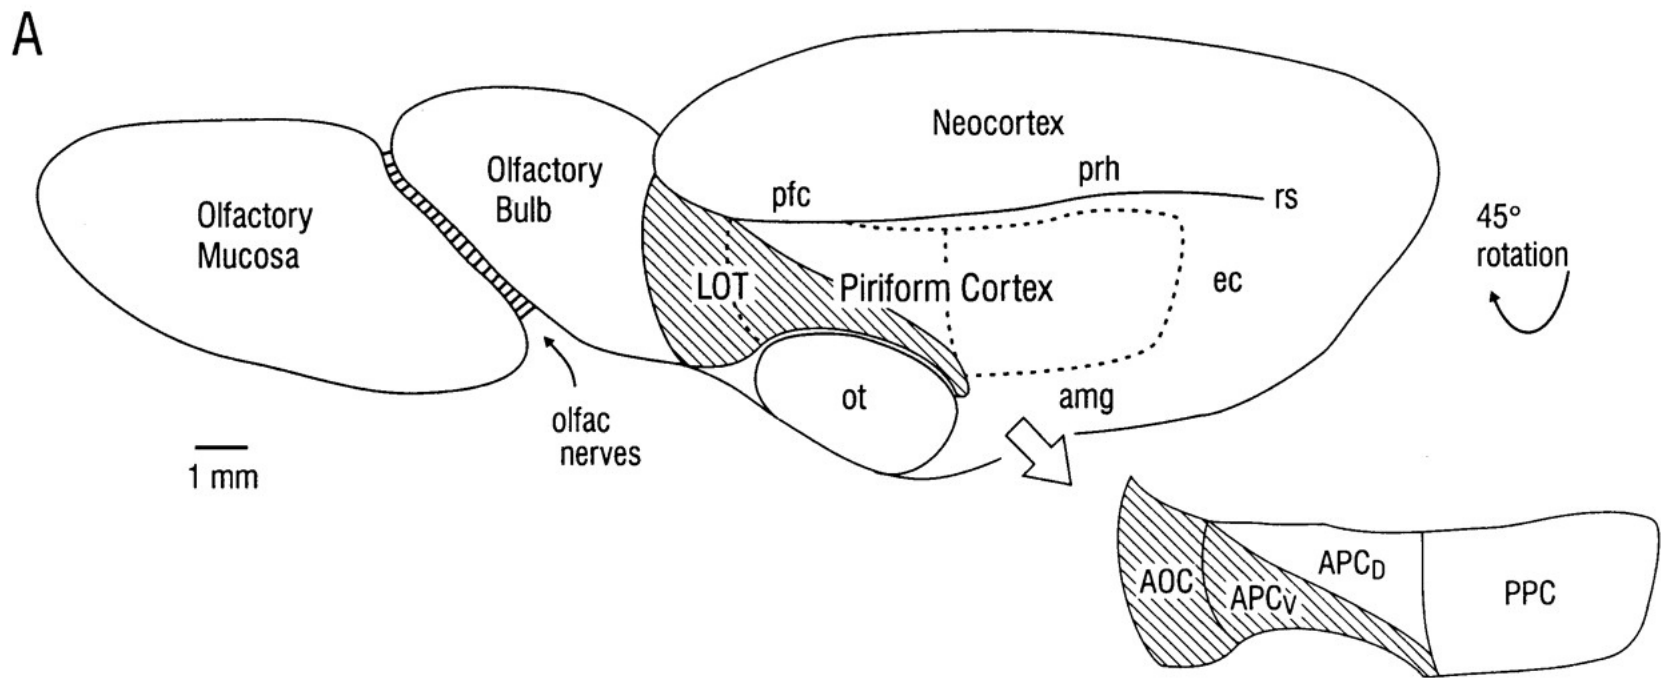 A
Neocortex
Olfactory
Bulb
pfc
prh
rs
Olfactory
Mucosa
45°
rotation
LOT
Piriform Cortex
ec
ot
amg
olfac
nerves
1 mm
AOC
APCV
APCD
PPC